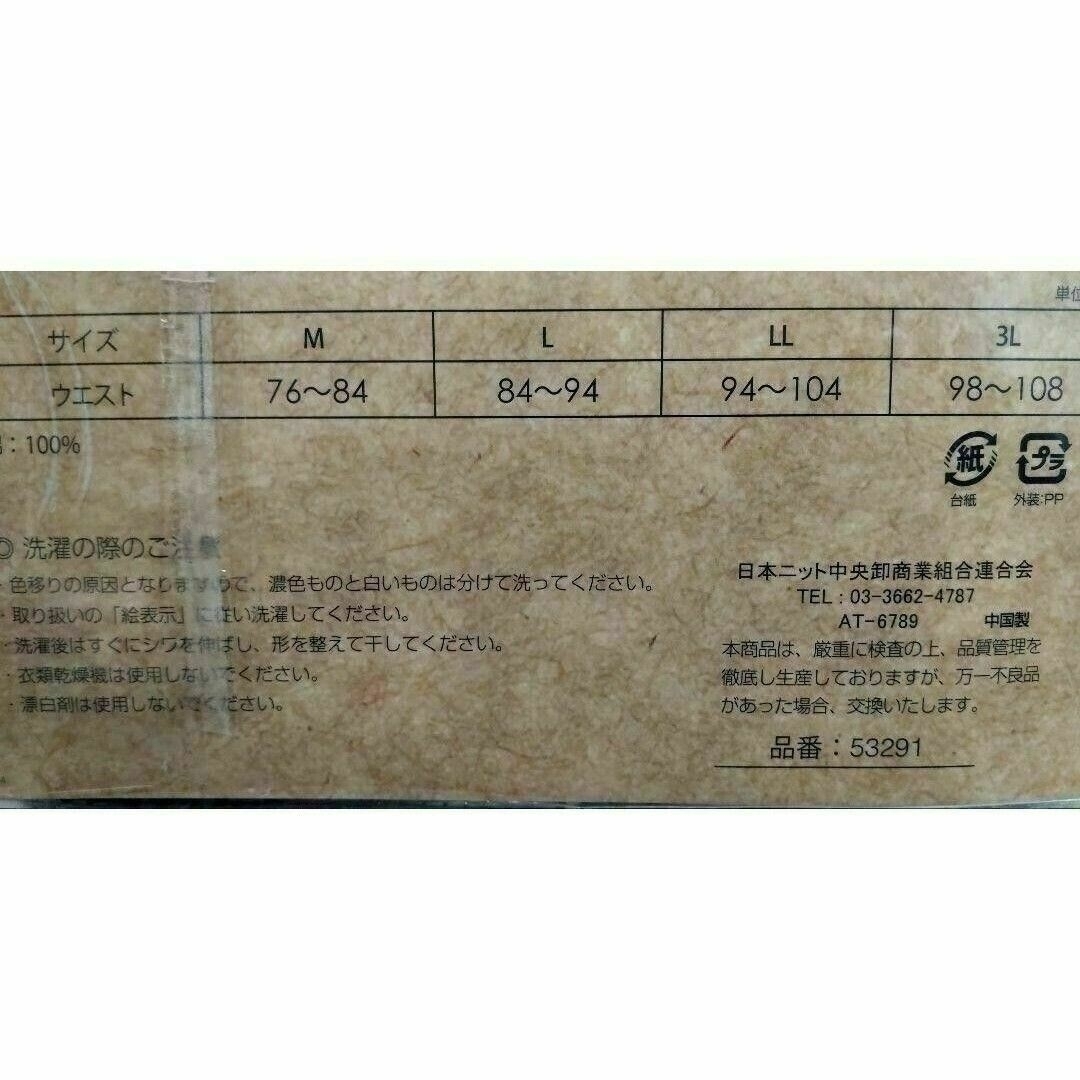 単位
サイズ M L LL 3L
ウエスト 76〜84 84〜94 94〜104 98〜108
：100%
紙 プラ
台紙 外装:PP
◎ 洗濯の際のご注意
・色移りの原因となりますので、濃色ものと白いものは分けて洗ってください。
・取り扱いの「絵表示」に従い洗濯してください。
・洗濯後はすぐにシワを伸ばし、形を整えて干してください。
・衣類乾燥機は使用しないでください。
・漂白剤は使用しないでください。
日本ニット中央卸商業組合連合会
TEL：03-3662-4787
AT-6789 中国製
本商品は、厳重に検査の上、品質管理を
徹底し生産しておりますが、万一不良品
があった場合、交換いたします。
品番：53291